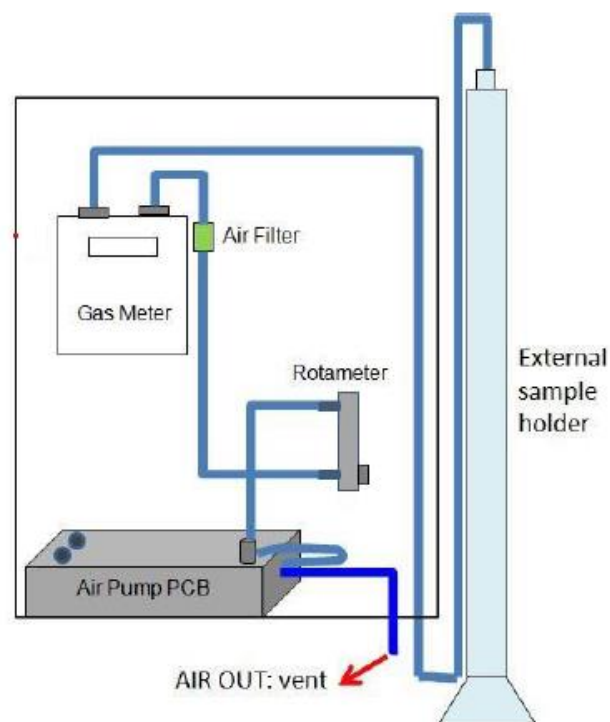 Air Filter
Gas Meter
Rotameter
External
sample
holder
Air Pump PCB
AIR OUT: vent